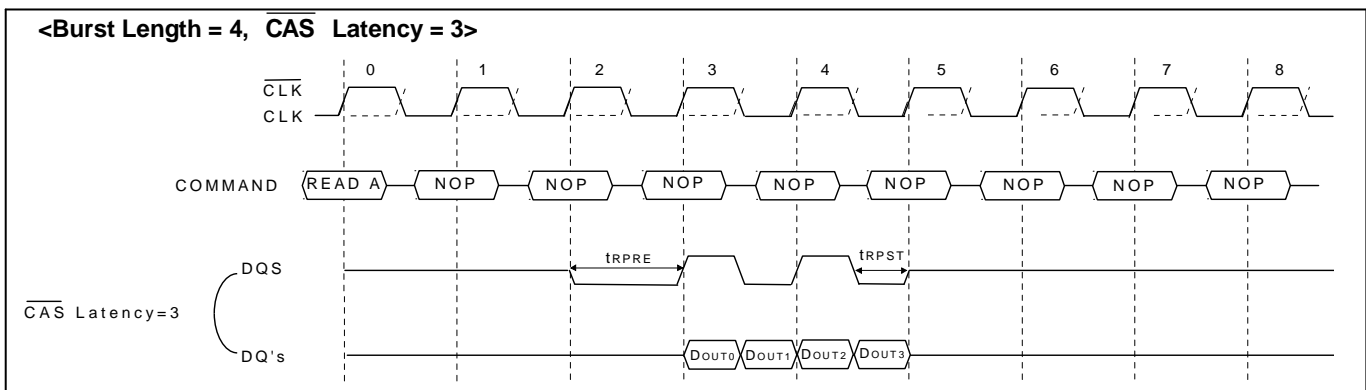 <Burst Length = 4, CAS Latency = 3>
0 1 2 3 4 5 6 7 8
CLK
CLK
COMMAND READ A NOP NOP NOP NOP NOP NOP NOP NOP
DQS tRPRE tRPST
CAS Latency=3
DQ's DOUT0 DOUT1 DOUT2 DOUT3